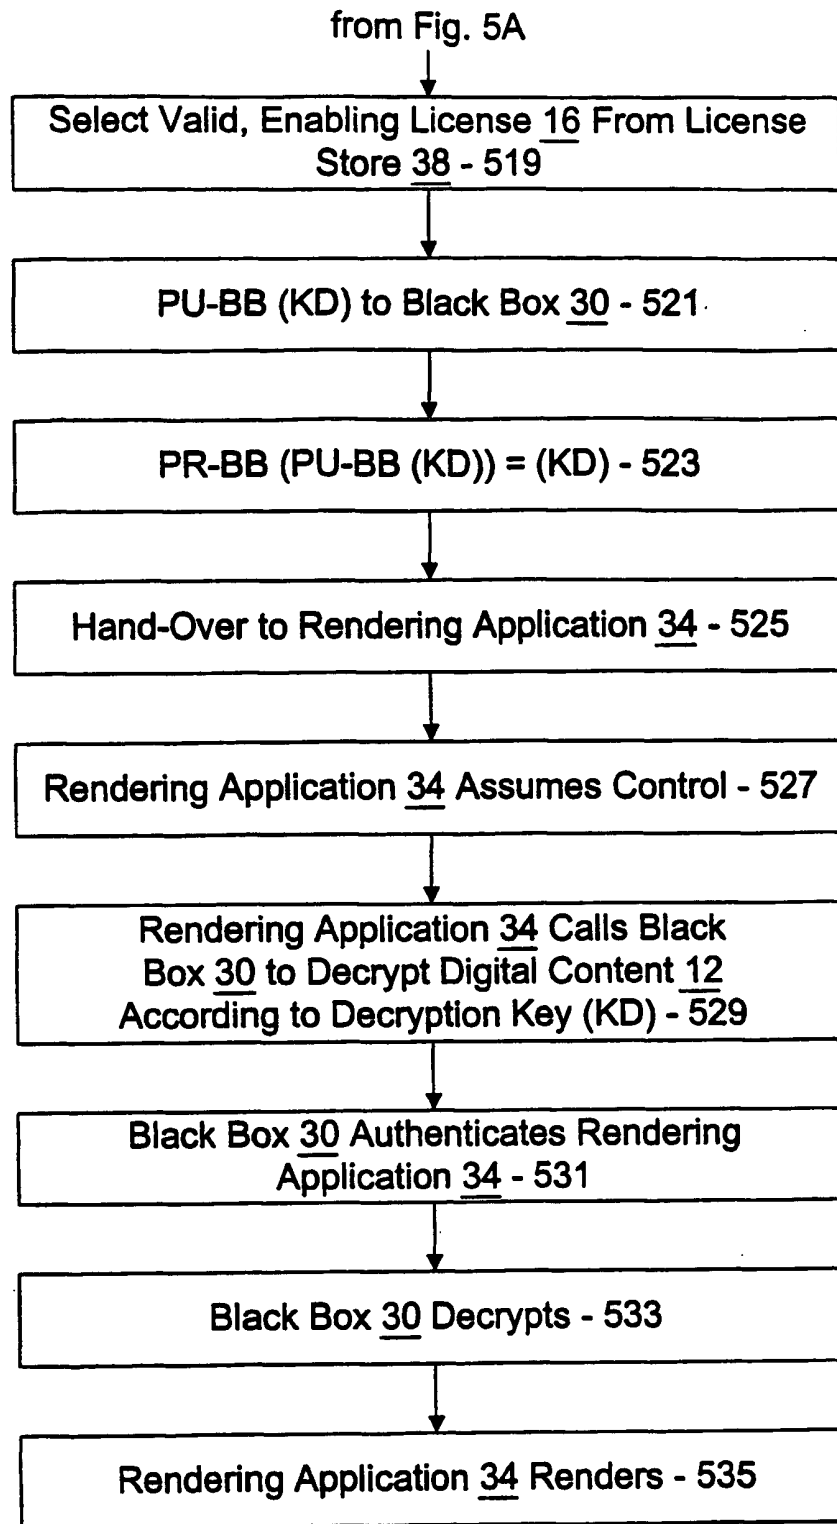 from Fig. 5A
Select Valid, Enabling License 16 From License
Store 38 - 519
PU-BB (KD) to Black Box 30 - 521
PR-BB (PU-BB (KD)) = (KD) - 523
Hand-Over to Rendering Application 34 - 525
Rendering Application 34 Assumes Control - 527
Rendering Application 34 Calls Black
Box 30 to Decrypt Digital Content 12
According to Decryption Key (KD) - 529
Black Box 30 Authenticates Rendering
Application 34 - 531
Black Box 30 Decrypts - 533
Rendering Application 34 Renders - 535